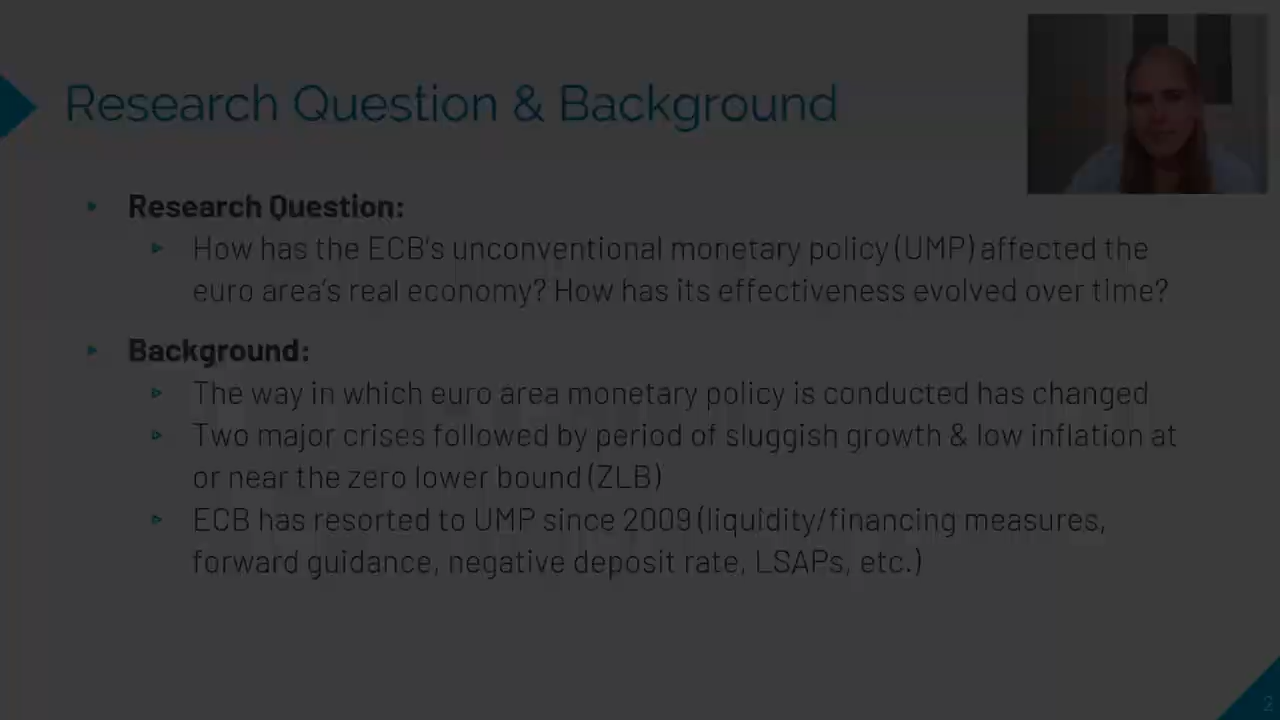 Research Question & Background
Research Question:
How has the ECB's unconventional monetary policy (UMP) affected the
euro area's real economy? How has its effectiveness evolved over time?
Background:
The way in which euro area monetary policy is conducted has changed
Two major crises followed by period of sluggish growth & low inflation at
or near the zero lower bound (ZLB)
ECB has resorted to UMP since 2009 (liquidity/financing measures,
forward guidance, negative deposit rate, LSAPs, etc.)
2